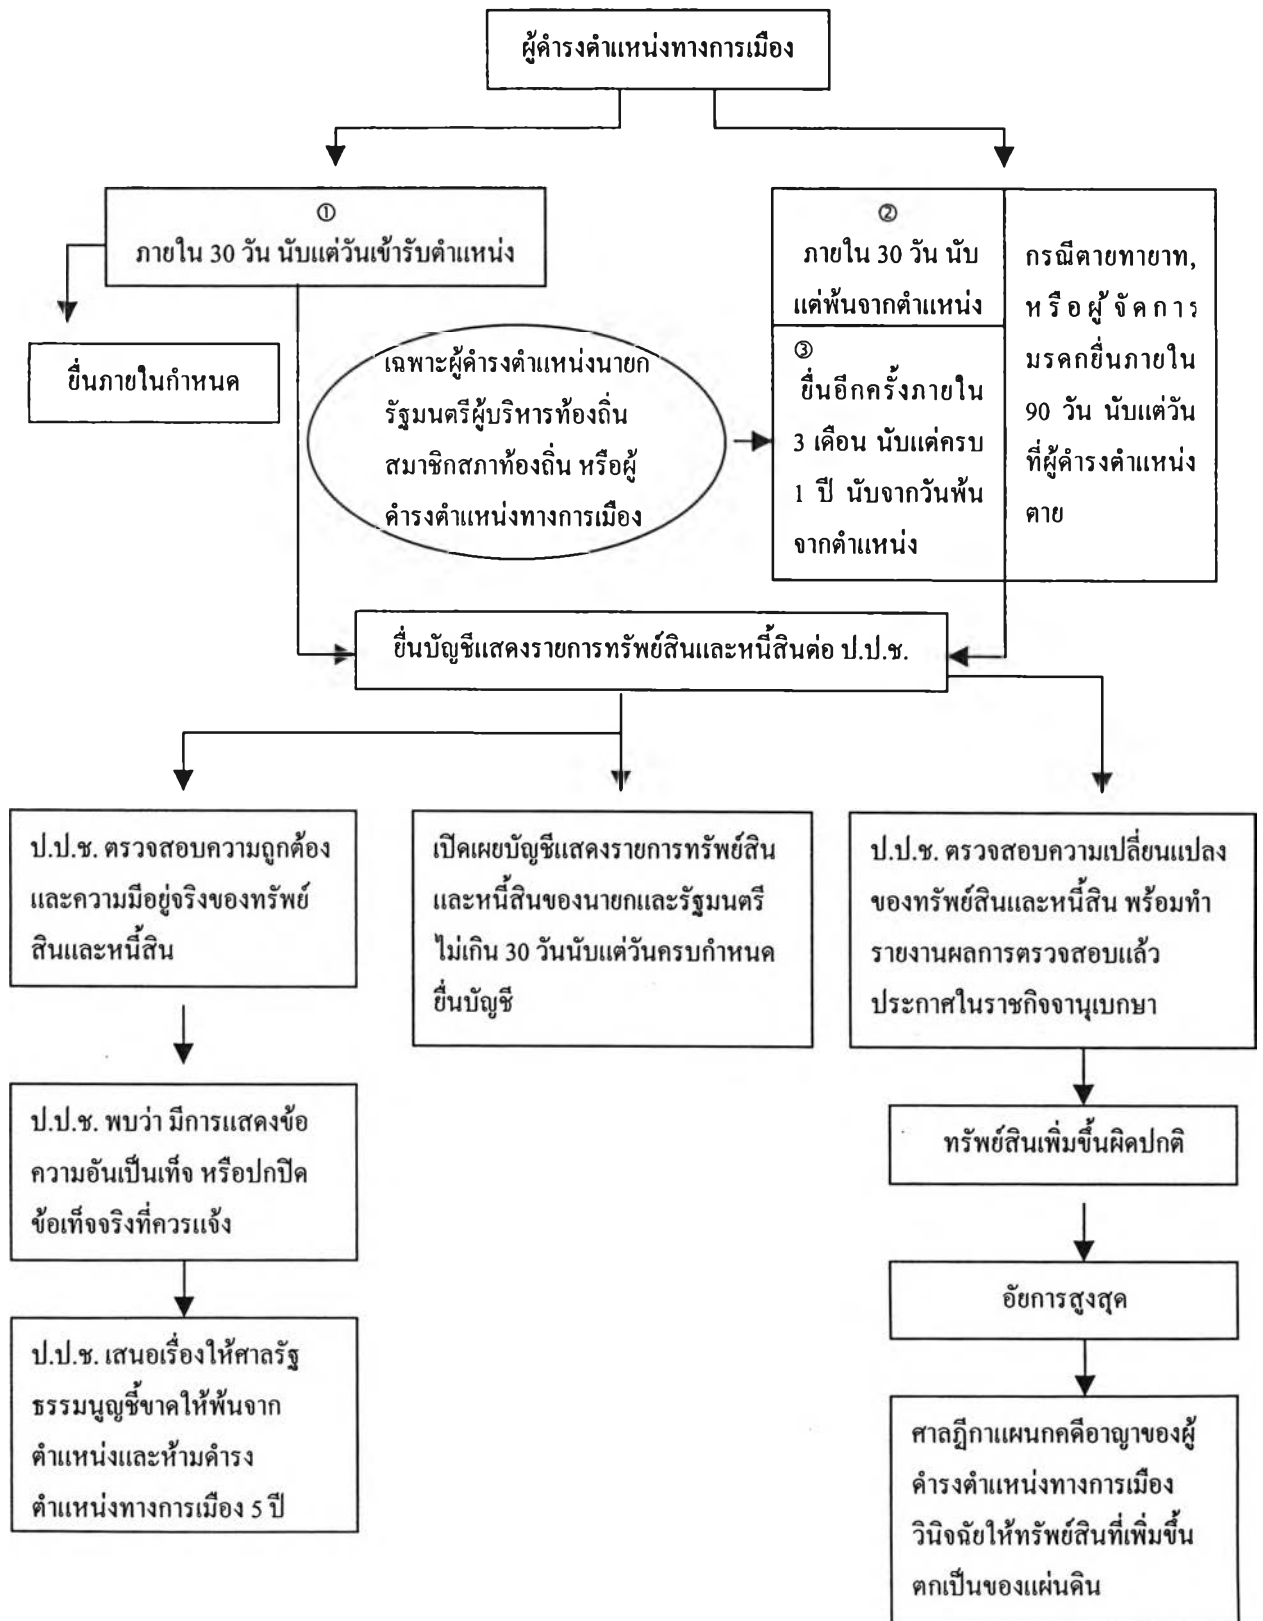 ผู้ดำรงตำแหน่งทางการเมือง
①
ภายใน 30 วัน นับแต่วันเข้ารับตำแหน่ง
ยื่นภายในกำหนด
เฉพาะผู้ดำรงตำแหน่งนายก
รัฐมนตรีผู้บริหารท้องถิ่น
สมาชิกสภาท้องถิ่น หรือผู้
ดำรงตำแหน่งทางการเมือง
②
ภายใน 30 วัน นับ
แต่พ้นจากตำแหน่ง
③
ยื่นอีกครั้งภายใน
3 เดือน นับแต่ครบ
1 ปี นับจากวันพ้น
จากตำแหน่ง
กรณีตายทายาท,
หรือผู้จัดการ
มรดกยื่นภายใน
90 วัน นับแต่วัน
ที่ผู้ดำรงตำแหน่ง
ตาย
ยื่นบัญชีแสดงรายการทรัพย์สินและหนี้สินต่อ ป.ป.ช.
ป.ป.ช. ตรวจสอบความถูกต้อง
และความมีอยู่จริงของทรัพย์
สินและหนี้สิน
ป.ป.ช. พบว่า มีการแสดงข้อ
ความอันเป็นเท็จ หรือปกปิด
ข้อเท็จจริงที่ควรแจ้ง
ป.ป.ช. เสนอเรื่องให้ศาลรัฐ
ธรรมนูญชี้ขาดให้พ้นจาก
ตำแหน่งและห้ามดำรง
ตำแหน่งทางการเมือง 5 ปี
เปิดเผยบัญชีแสดงรายการทรัพย์สิน
และหนี้สินของนายกและรัฐมนตรี
ไม่เกิน 30 วันนับแต่วันครบกำหนด
ยื่นบัญชี
ป.ป.ช. ตรวจสอบความเปลี่ยนแปลง
ของทรัพย์สินและหนี้สิน พร้อมทำ
รายงานผลการตรวจสอบแล้ว
ประกาศในราชกิจจานุเบกษา
ทรัพย์สินเพิ่มขึ้นผิดปกติ
อัยการสูงสุด
ศาลฎีกาแผนกคดีอาญาของผู้
ดำรงตำแหน่งทางการเมือง
วินิจฉัยให้ทรัพย์สินที่เพิ่มขึ้น
ตกเป็นของแผ่นดิน